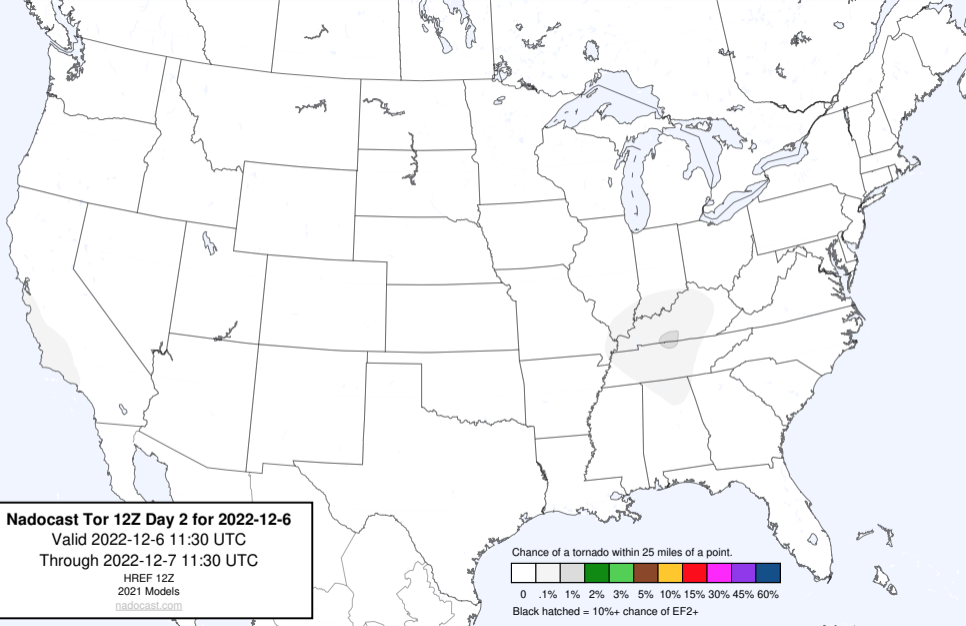 Nadocast Tor 12Z Day 2 for 2022-12-6
Valid 2022-12-6 11:30 UTC
Through 2022-12-7 11:30 UTC
HREF 12Z
2021 Models
nadocast.com
Chance of a tornado within 25 miles of a point.
0 .1% 1% 2% 3% 5% 10% 15% 30% 45% 60%
Black hatched = 10%+ chance of EF2+